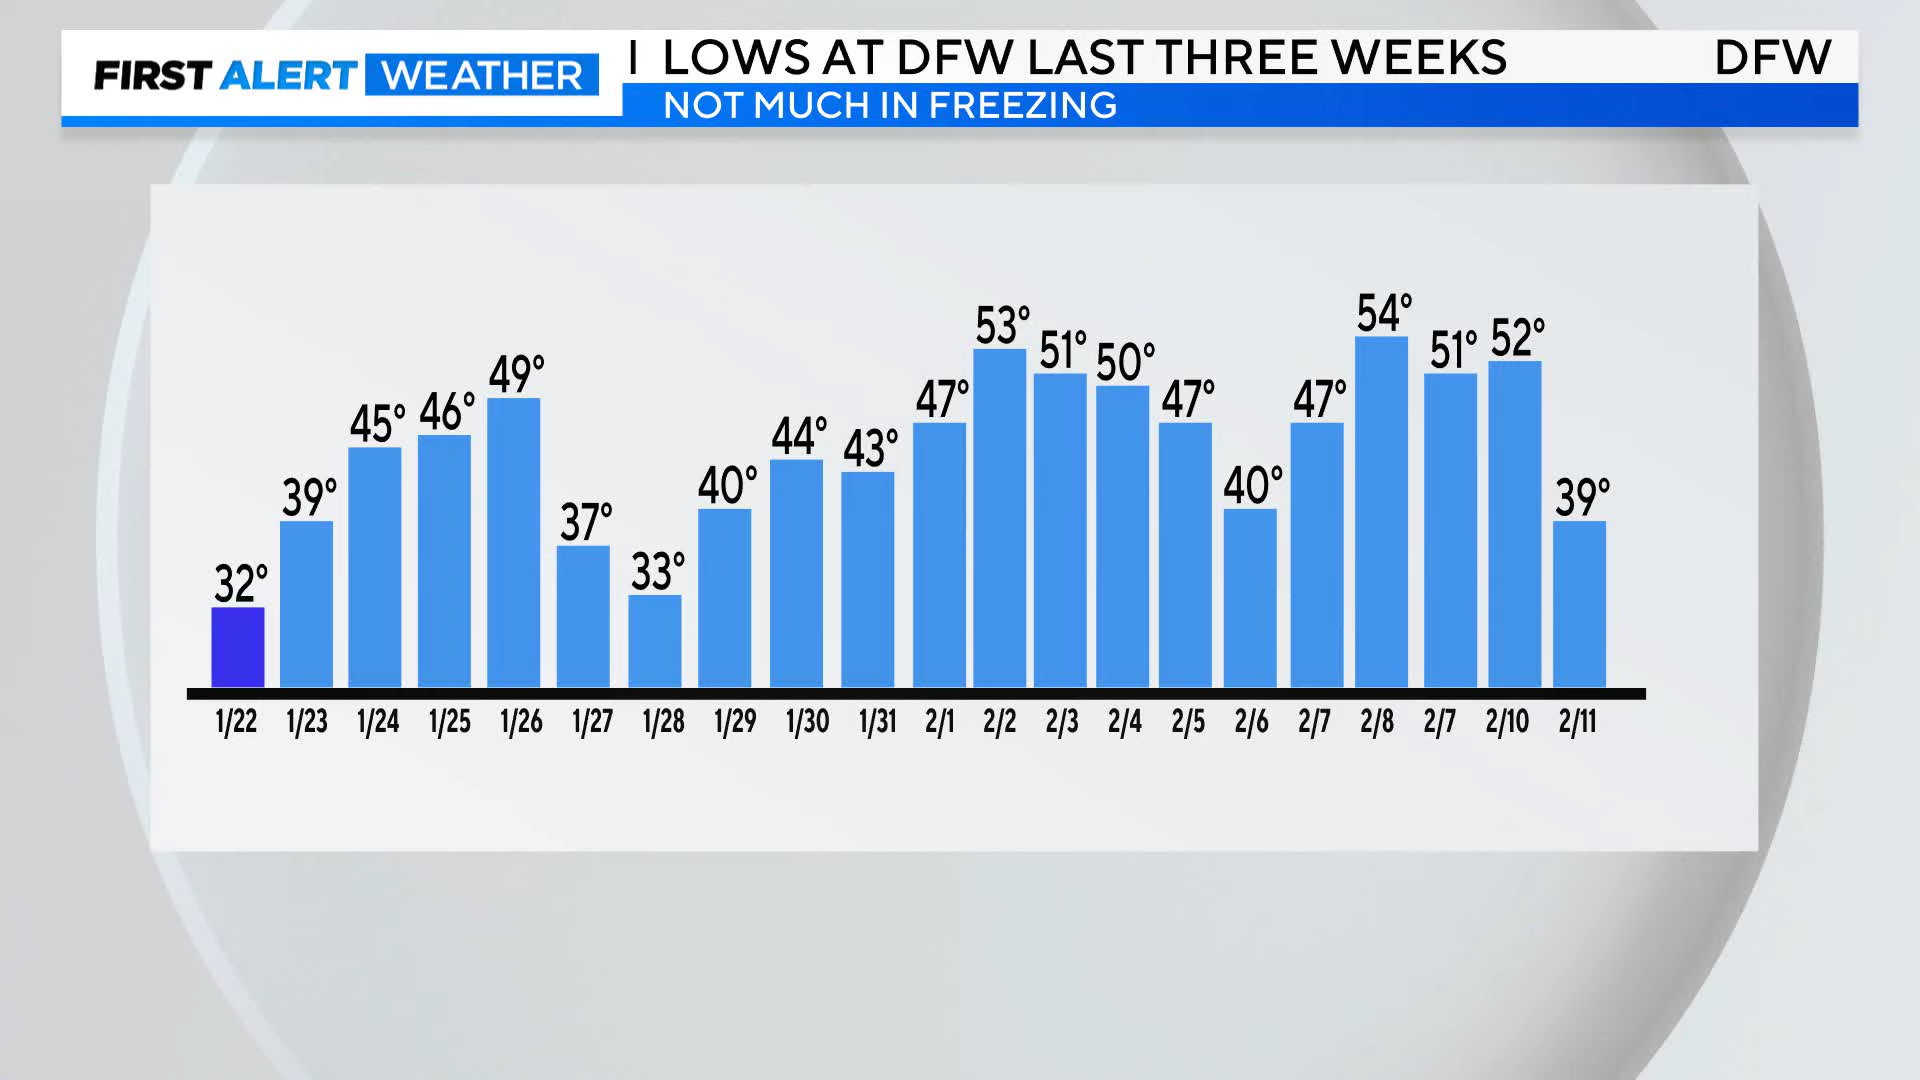 FIRST ALERT WEATHER
| LOWS AT DFW LAST THREE WEEKS DFW
NOT MUCH IN FREEZING
32° 39° 45° 46° 49° 37° 33° 40° 44° 43° 47° 53° 51° 50° 47° 40° 47° 54° 51° 52° 39°
1/22 1/23 1/24 1/25 1/26 1/27 1/28 1/29 1/30 1/31 2/1 2/2 2/3 2/4 2/5 2/6 2/7 2/8 2/7 2/10 2/11